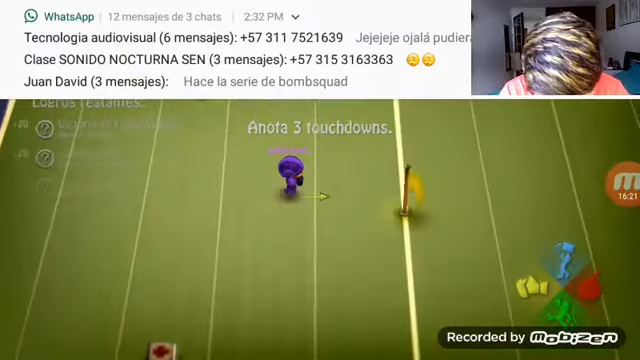 WhatsApp | 12 mensajes de 3 chats | 2:32 PM
Tecnologia audiovisual (6 mensajes): +57 311 7521639 Jejejeje ojalá pudiera
Clase SONIDO NOCTURNA SEN (3 mensajes): +57 315 3163363
Juan David (3 mensajes): Hace la serie de bombsquad
Logros restantes:
Anota 3 touchdowns.
16:21
Recorded by Mobizen